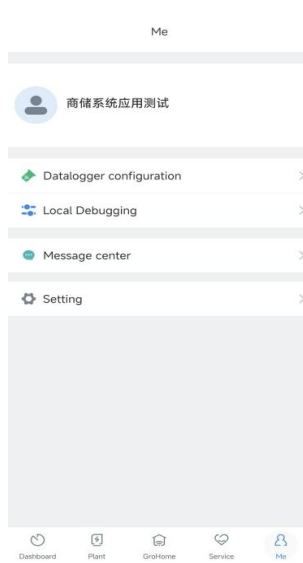 Me
商储系统应用测试
Datalogger configuration
Local Debugging
Message center
Setting
Dashboard
Plant
GroHome
Service
Me